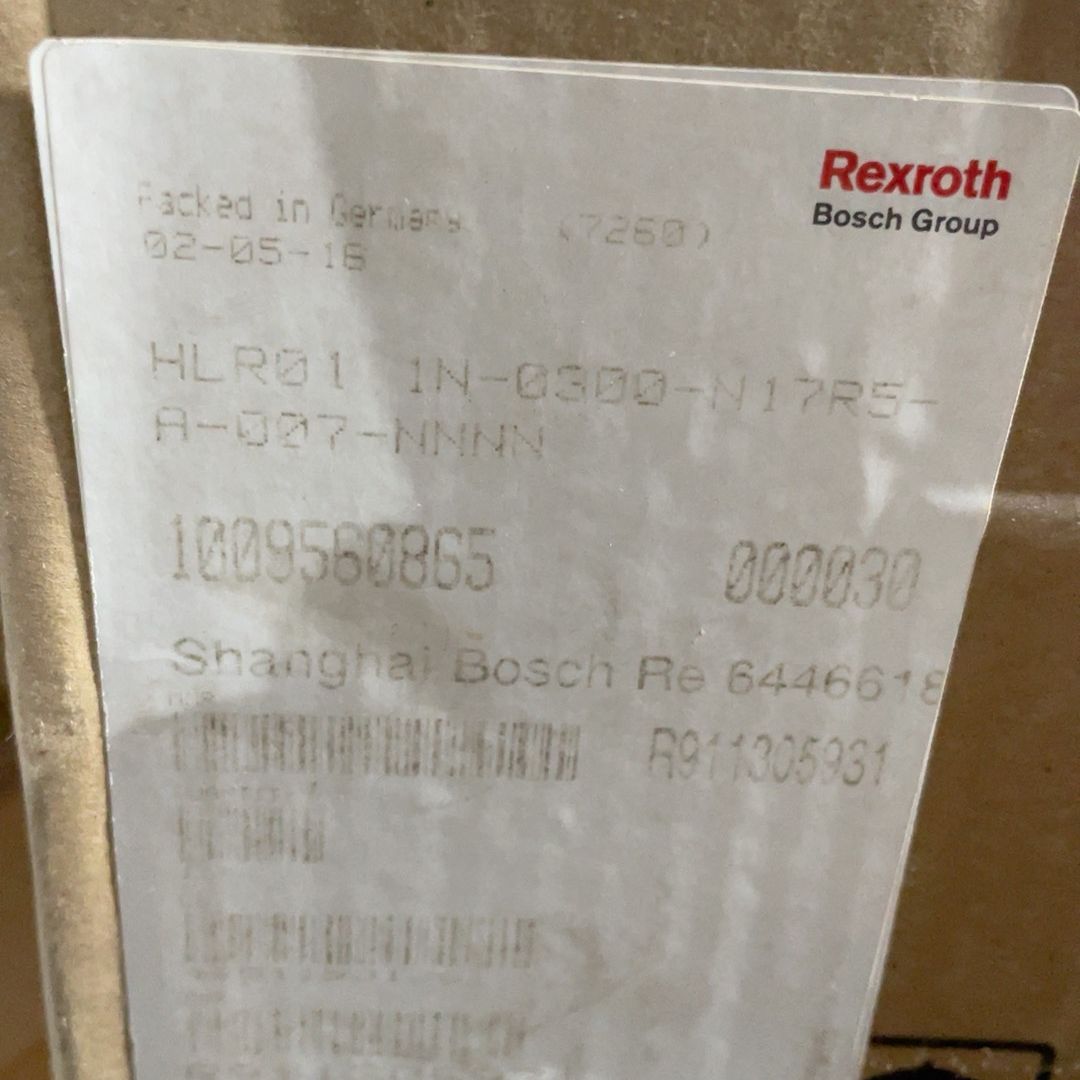 Rexroth
Bosch Group
Packed in Germany (7260)
02-05-16
HLR01 1N-0300-N17R5-
A-007-NNNN
1009560865 000030
Shanghai Bosch Re 6446618
R911305931